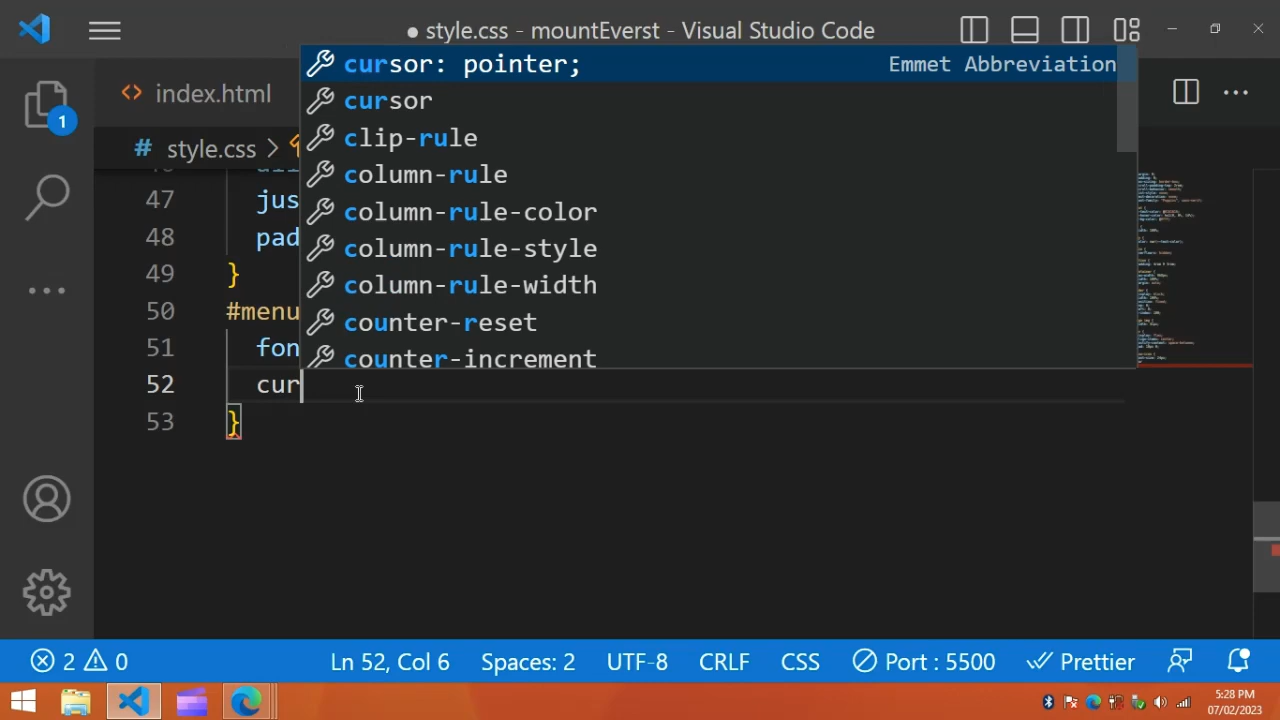 ● style.css - mountEverst - Visual Studio Code
index.html
# style.css >
1
cursor: pointer; Emmet Abbreviation
cursor
clip-rule
column-rule
column-rule-color
column-rule-style
column-rule-width
counter-reset
counter-increment
47 jus
48 pad
49 }
50 #menu
51 fon
52 cur
53 }
2 0 Ln 52, Col 6 Spaces: 2 UTF-8 CRLF CSS Port : 5500 Prettier
5:28 PM
07/02/2023